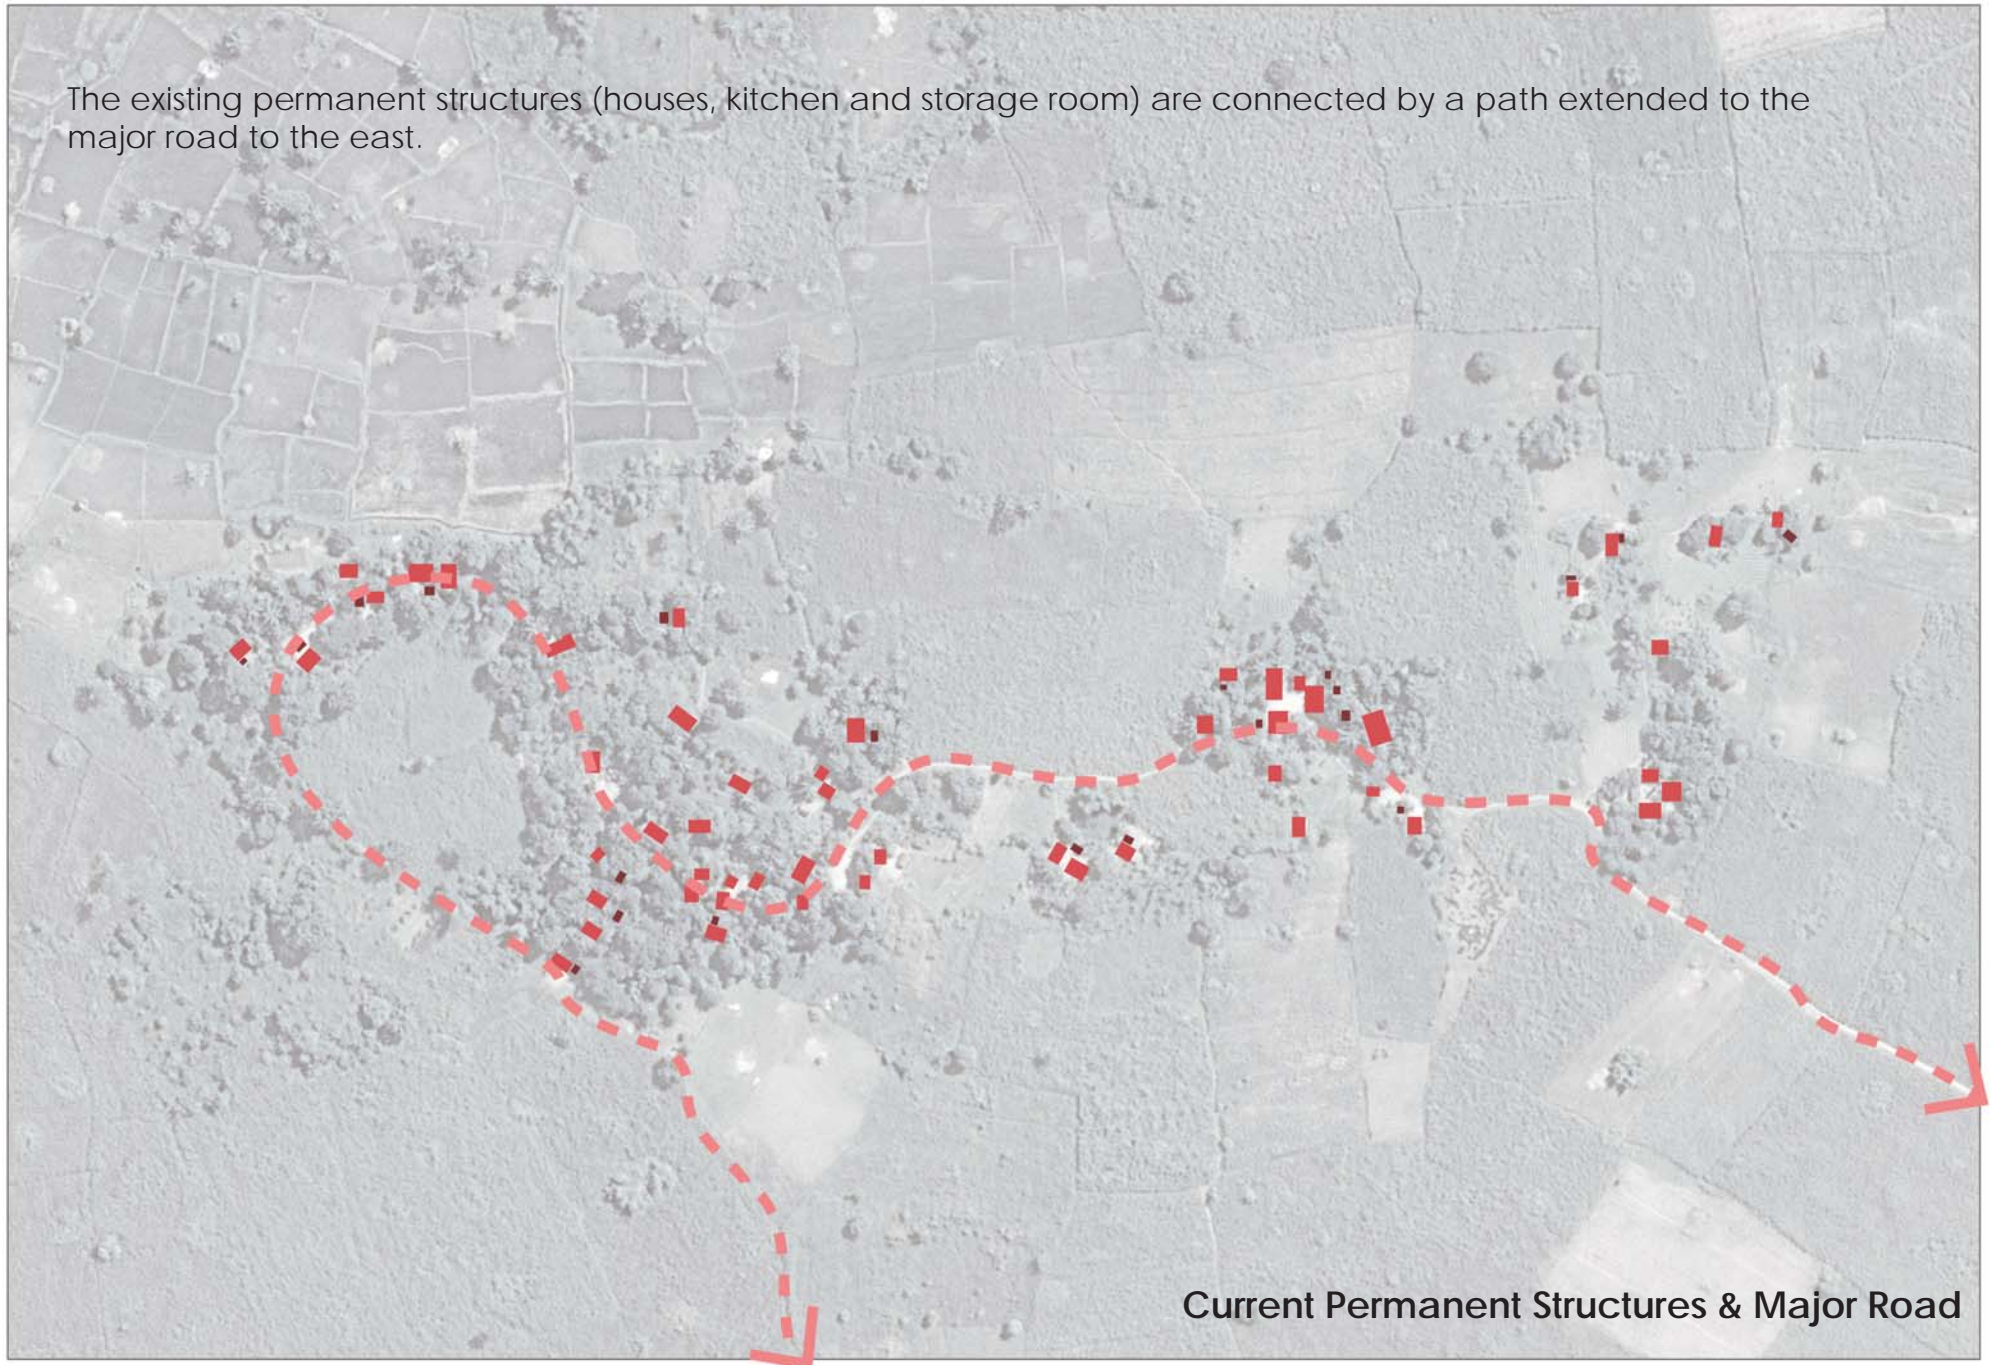 The existing permanent structures (houses, kitchen and storage room) are connected by a path extended to the
major road to the east.
Current Permanent Structures & Major Road